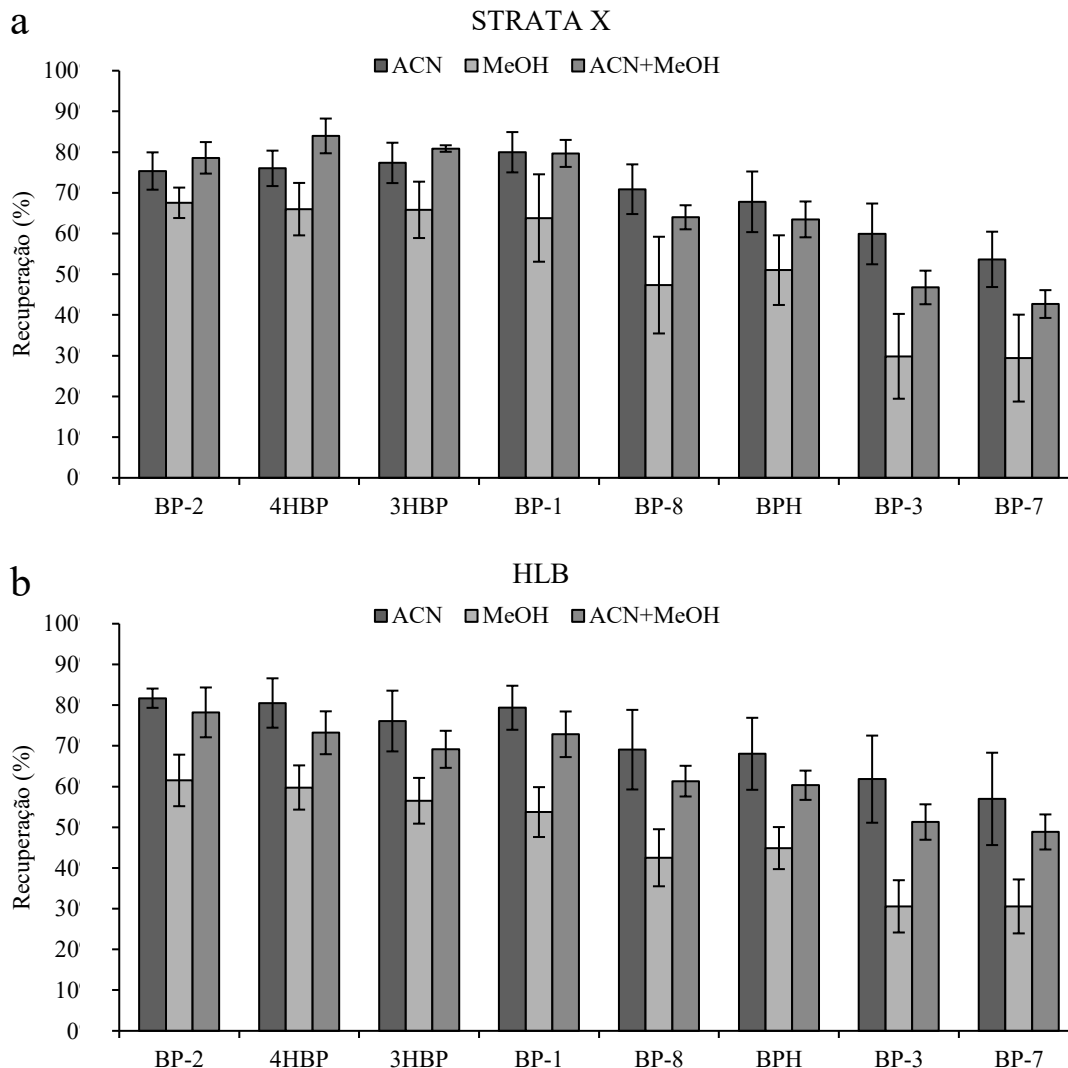 a
STRATA X
ACN MeOH ACN+MeOH
Recuperação (%)
100
90
80
70
60
50
40
30
20
10
0
BP-2 4HBP 3HBP BP-1 BP-8 BPH BP-3 BP-7
b
HLB
ACN MeOH ACN+MeOH
Recuperação (%)
100
90
80
70
60
50
40
30
20
10
0
BP-2 4HBP 3HBP BP-1 BP-8 BPH BP-3 BP-7